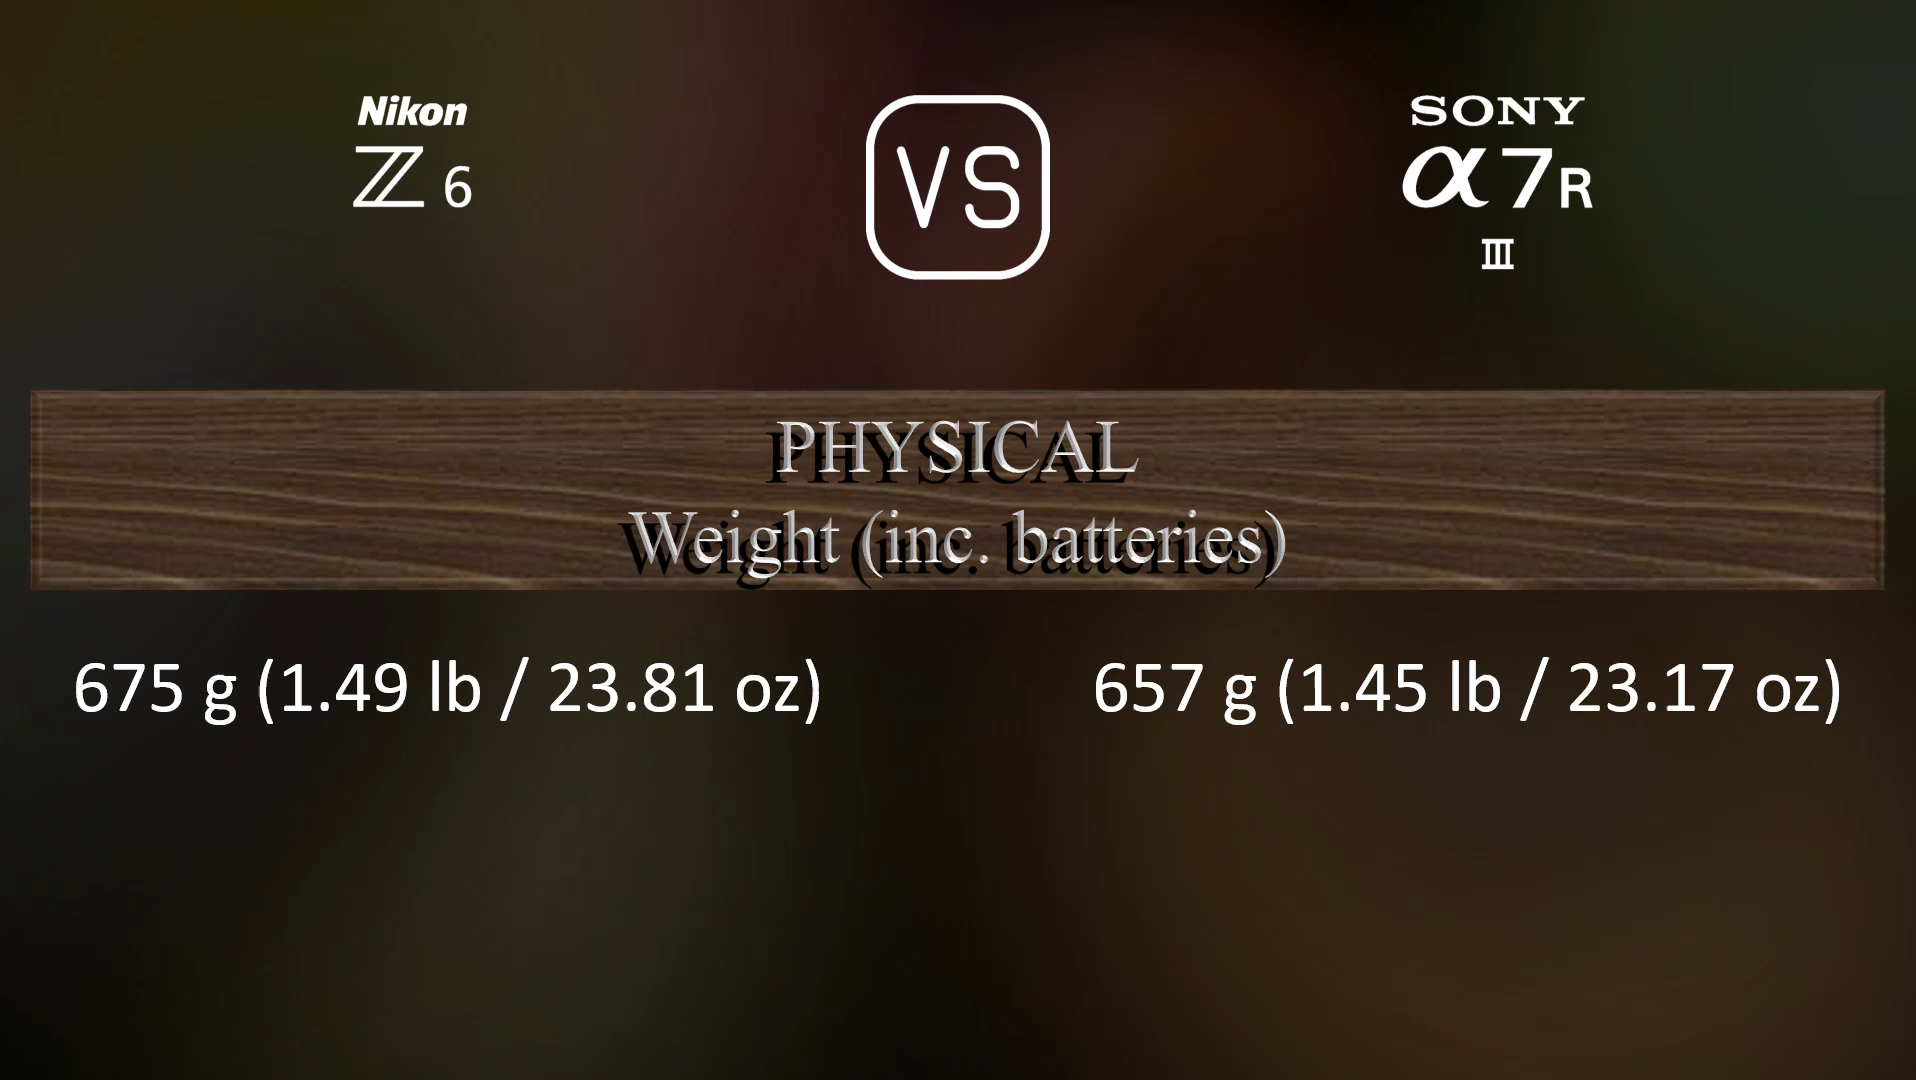 Nikon
Z 6
VS
SONY
α7R
III
PHYSICAL
Weight (inc. batteries)
675 g (1.49 lb / 23.81 oz)
657 g (1.45 lb / 23.17 oz)